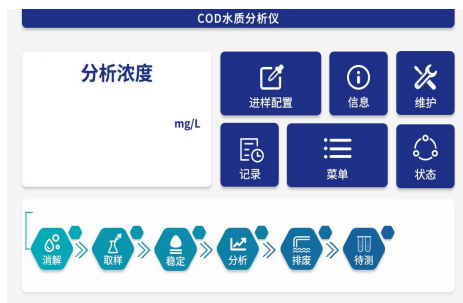 COD水质分析仪
分析浓度
mg/L
进样配置
信息
维护
记录
菜单
状态
消解
取样
稳定
分析
排废
待测